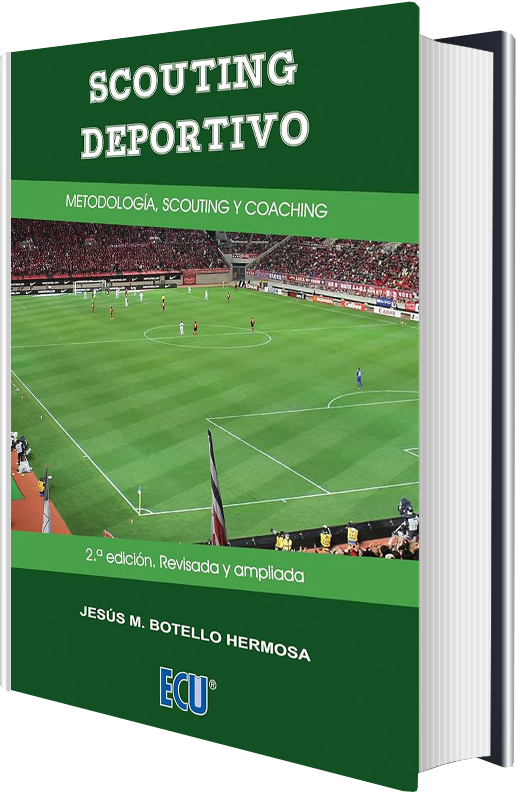 SCOUTING
DEPORTIVO
METODOLOGÍA, SCOUTING Y COACHING
2.ª edición. Revisada y ampliada
JESÚS M. BOTELLO HERMOSA
ECU®